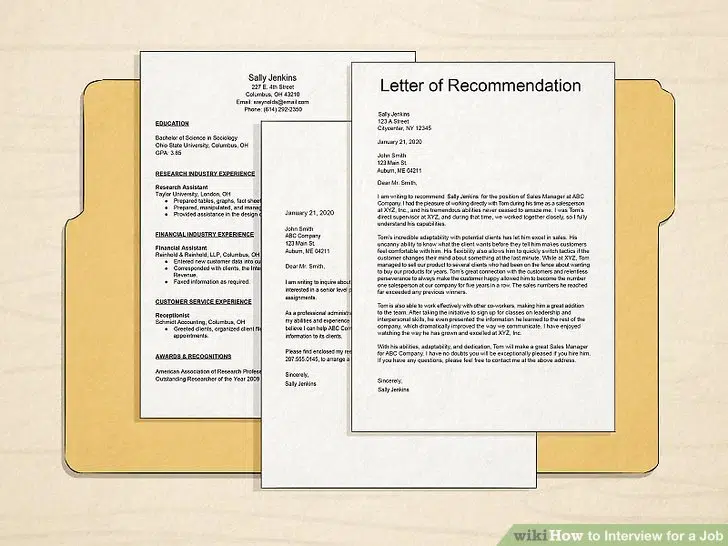 Sally Jenkins
227 E. 4th Street
Columbus, OH 43210
Email: sreynolds@email.com
Phone: (614) 292-2350
EDUCATION
Bachelor of Science in Sociology
Ohio State University, Columbus, OH
GPA: 3.85
RESEARCH INDUSTRY EXPERIENCE
Research Assistant
Taylor University, London, OH
Prepared tables, graphs, fact sheet
Prepared, manipulated, and manag
Provided assistance in the design o
FINANCIAL INDUSTRY EXPERIENCE
Financial Assistant
Reinhold & Reinhold, LLP, Columbus, OH
Entered new customer data into cu
Corresponded with clients, the Inte
Revenue.
Faxed information as required.
CUSTOMER SERVICE EXPERIENCE
Receptionist
Schmidt Accounting, Columbus, OH
Greeted clients, organized client fi
appointments.
AWARDS & RECOGNITIONS
American Association of Research Profess
Outstanding Researcher of the Year 2009
January 21, 2020
John Smith
ABC Company
123 Main St.
Auburn, ME 04211
Dear Mr. Smith,
I am writing to inquire about
interested in a senior level p
assignments.
As a professional administra
my abilities and experience
believe I can help ABC Comp
information to its clients.
Please find enclosed my res
207.555.0145, to arrange a
Sincerely,
Sally Jenkins
Letter of Recommendation
Sally Jenkins
123 A Street
Citycenter, NY 12345
January 21, 2020
John Smith
123 Main St.
Auburn, ME 04211
Dear Mr. Smith,
I am writing to recommend Sally Jenkins for the position of Sales Manager at ABC
Company. I had the pleasure of working directly with Tom during his time as a salesperson
at XYZ, Inc., and his tremendous abilities never ceased to amaze me. I was Tom's
direct supervisor at XYZ, and during that time, we worked together closely, so I fully
understand his capabilities.
Tom's incredible adaptability with potential clients has let him excel in sales. His
uncanny ability to know what the client wants before they tell him makes customers
feel comfortable with him. His flexibility also allows him to quickly switch tactics if the
customer changes their mind about something at the last minute. While at XYZ, Tom
managed to sell our product to several clients who had been on the fence about wanting
to buy our products for years. Tom's great connection with the customers and relentless
perseverance to always make the customer happy allowed him to become the number
one salesperson at our company for five years in a row. The sales numbers he reached
far exceeded any previous winners.
Tom is also able to work effectively with other co-workers, making him a great addition
to the team. After taking the initiative to sign up for classes on leadership and
interpersonal skills, he even presented the information he learned to the rest of the
company, which dramatically improved the way we communicate. I have enjoyed
watching the way he has grown and excelled at XYZ, Inc.
With his abilities, adaptability, and dedication, Tom will make a great Sales Manager
for ABC Company. I have no doubts you will be exceptionally pleased if you hire him.
If you have any questions, please feel free to contact me at the above address.
Sincerely,
Sally Jenkins
wikiHow to Interview for a Job